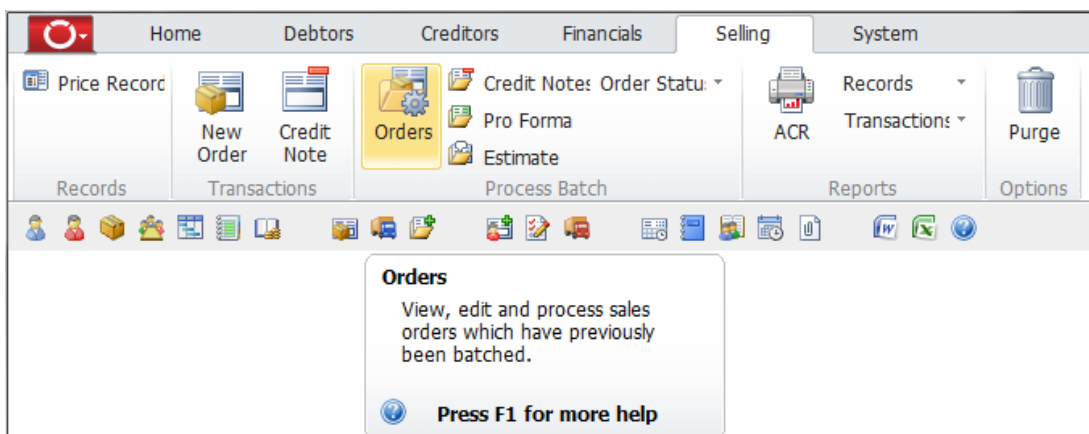 Home Debtors Creditors Financials Selling System
Price Record
New Order
Credit Note
Orders
Credit Notes Order Statu:
Pro Forma
Estimate
ACR
Records
Transactions
Purge
Records Transactions Process Batch Reports Options
Orders
View, edit and process sales
orders which have previously
been batched.
Press F1 for more help